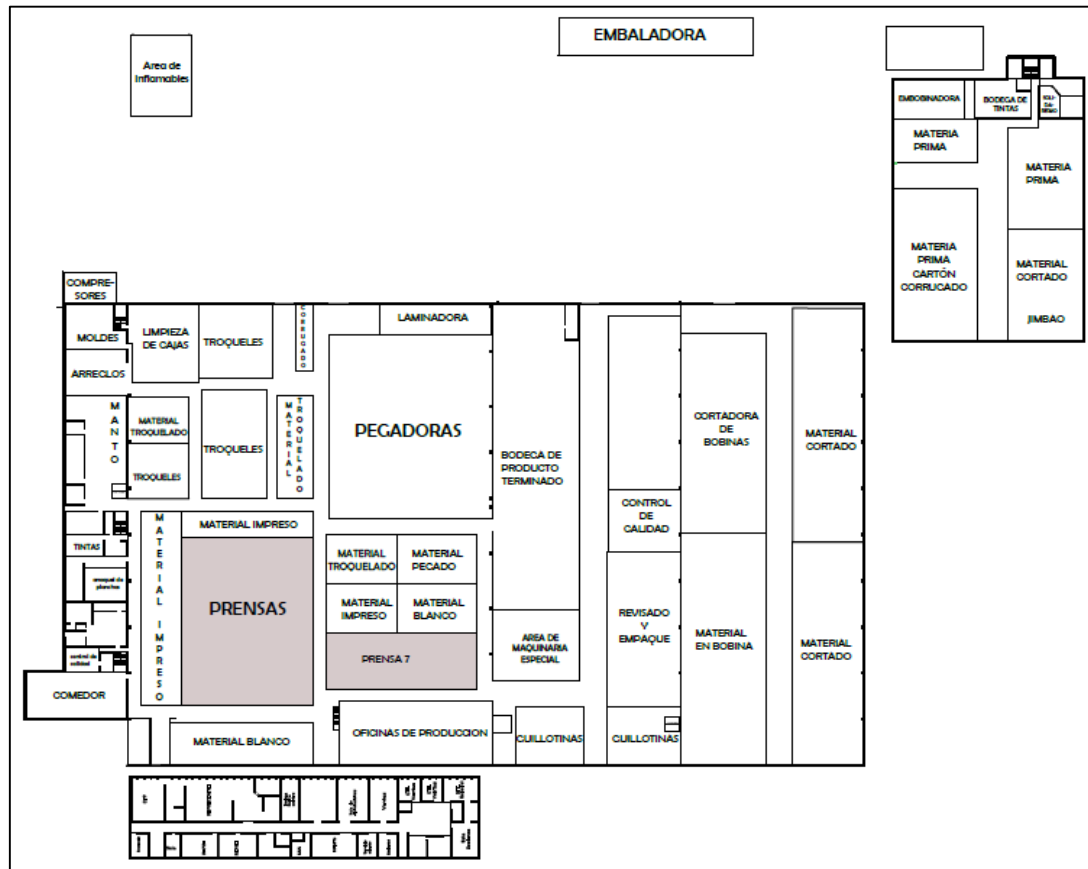 EMBALADORA
Area de
Inflamables
EMBOBINADORA
BODEGA DE
TINTAS
MATERIA
PRIMA
MATERIA
PRIMA
MATERIA
PRIMA
CARTÓN
CORRUGADO
MATERIAL
CORTADO
JIMBAO
COMPRE-
SORES
MOLDES
LIMPIEZA
DE CAJAS
TROQUELES
CORRUGADO
LAMINADORA
ARREGLOS
MANTO
MATERIAL
TROQUELADO
TROQUELES
TROQUELES
MATERIAL
TROQUELADO
PEGADORAS
BODEGA DE
PRODUCTO
TERMINADO
CORTADORA
DE
BOBINAS
MATERIAL
CORTADO
CONTROL
DE
CALIDAD
MATERIAL IMPRESO
MATERIAL IMPRESO
TINTAS
PRENSAS
MATERIAL
TROQUELADO
MATERIAL
PEGADO
MATERIAL
IMPRESO
MATERIAL
BLANCO
PRENSA 7
AREA DE
MAQUINARIA
ESPECIAL
REVISADO
Y
EMPAQUE
MATERIAL
EN BOBINA
MATERIAL
CORTADO
control de
calidad
COMEDOR
MATERIAL BLANCO
OFICINAS DE PRODUCCION
GUILLOTINAS
GUILLOTINAS
Ventas